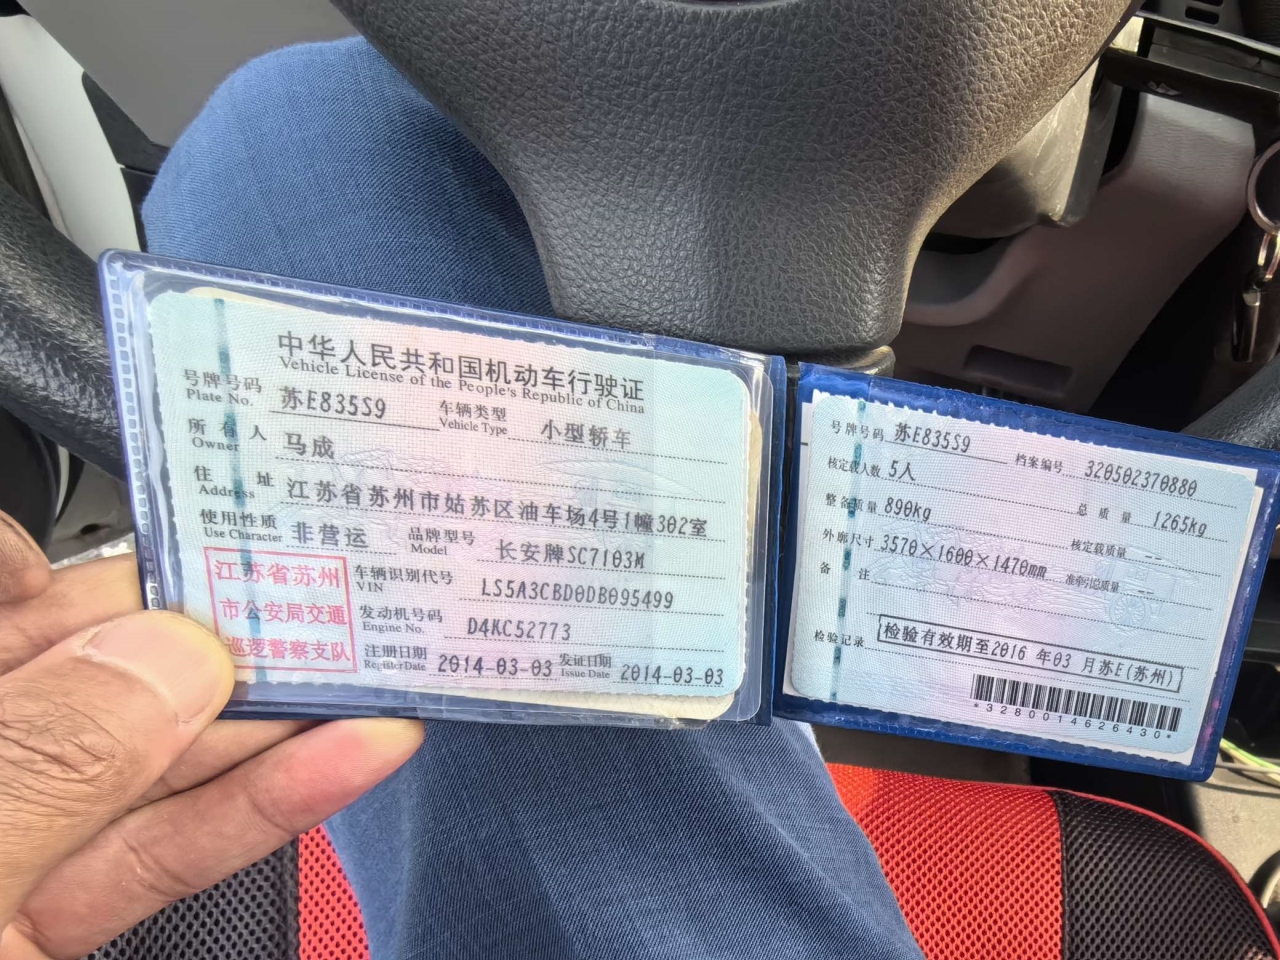 中华人民共和国机动车行驶证
Vehicle License of the People's Republic of China
号牌号码 苏E835S9 车辆类型 小型轿车
Plate No. Vehicle Type
所有人 马成
Owner
住址 江苏省苏州市姑苏区油车场4号1幢302室
Address
使用性质 非营运 品牌型号 长安牌SC7103M
Use Character Model
江苏省苏州
市公安局交通
巡逻警察支队
车辆识别代号 LS5A3CBD0DB095499
VIN
发动机号码 D4KC52773
Engine No.
注册日期 2014-03-03 发证日期 2014-03-03
Register Date Issue Date
号牌号码 苏E835S9 档案编号 320502370880
核定载人数 5人 总质量 1265kg
整备质量 890kg 核定载质量 --
外廓尺寸 3570×1600×1470mm 准牵引总质量 --
备注
检验记录 检验有效期至2016年03月苏E(苏州)
*3280014626430*